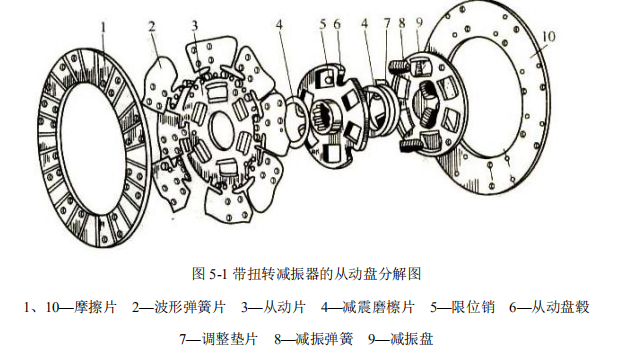 1 2 3 4 5 6 4 7 8 9 10
图 5-1 带扭转减振器的从动盘分解图
1、10—摩擦片 2—波形弹簧片 3—从动片 4—减震磨檫片 5—限位销 6—从动盘毂
7—调整垫片 8—减振弹簧 9—减振盘